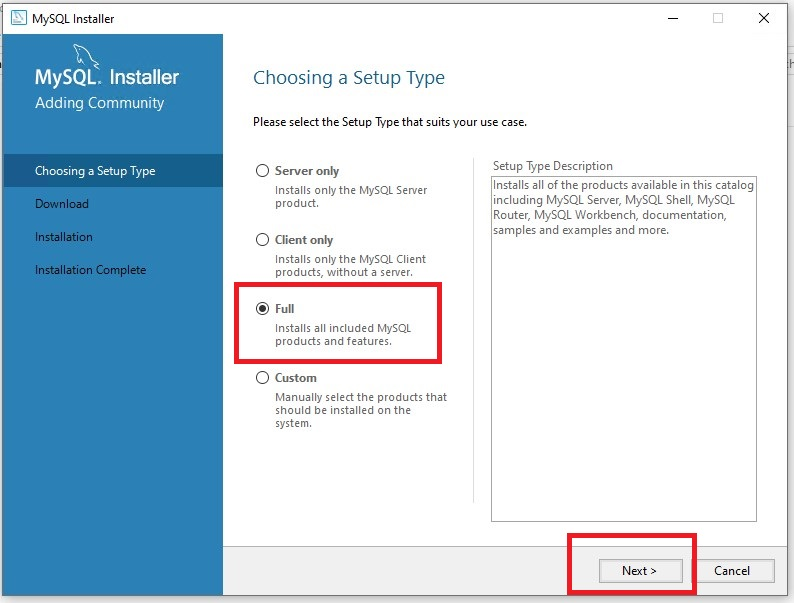 MySQL Installer
MySQL. Installer
Adding Community
Choosing a Setup Type
Download
Installation
Installation Complete
Choosing a Setup Type
Please select the Setup Type that suits your use case.
Server only
Installs only the MySQL Server
product.
Client only
Installs only the MySQL Client
products, without a server.
Full
Installs all included MySQL
products and features.
Custom
Manually select the products that
should be installed on the
system.
Setup Type Description
Installs all of the products available in this catalog
including MySQL Server, MySQL Shell, MySQL
Router, MySQL Workbench, documentation,
samples and examples and more.
Next >
Cancel